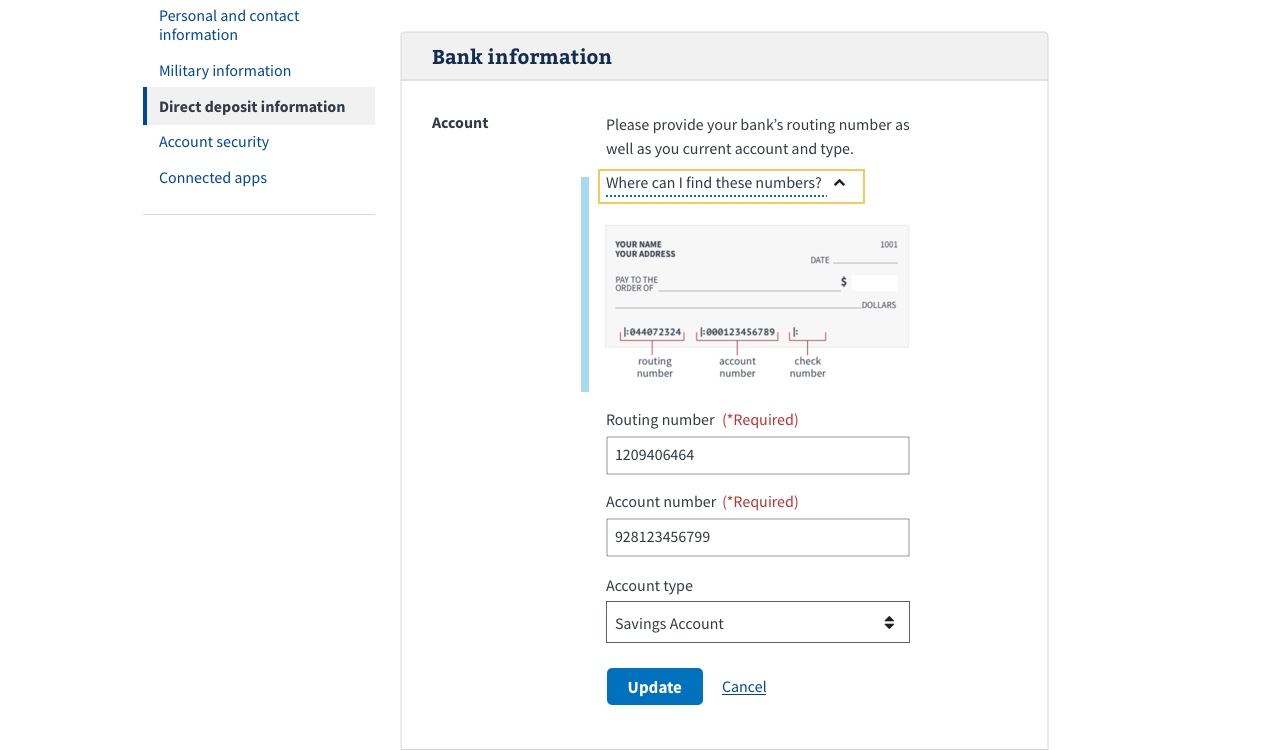 Personal and contact
information
Military information
Direct deposit information
Account security
Connected apps
Bank information
Account
Please provide your bank’s routing number as
well as you current account and type.
Where can I find these numbers?
YOUR NAME
YOUR ADDRESS
1001
DATE
PAY TO THE
ORDER OF
$
DOLLARS
|:044072324 |:000123456789 |:
routing
number
account
number
check
number
Routing number (*Required)
1209406464
Account number (*Required)
928123456799
Account type
Savings Account
Update Cancel